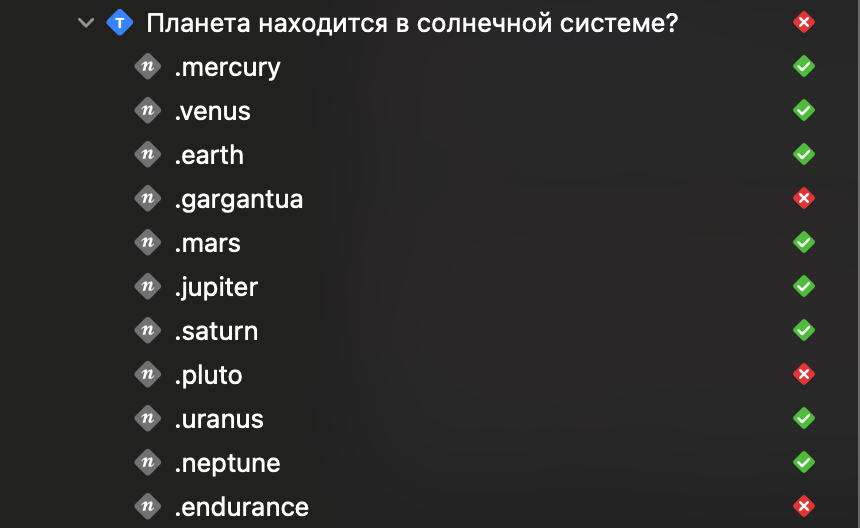 T Планета находится в солнечной системе?
n .mercury
n .venus
n .earth
n .gargantua
n .mars
n .jupiter
n .saturn
n .pluto
n .uranus
n .neptune
n .endurance